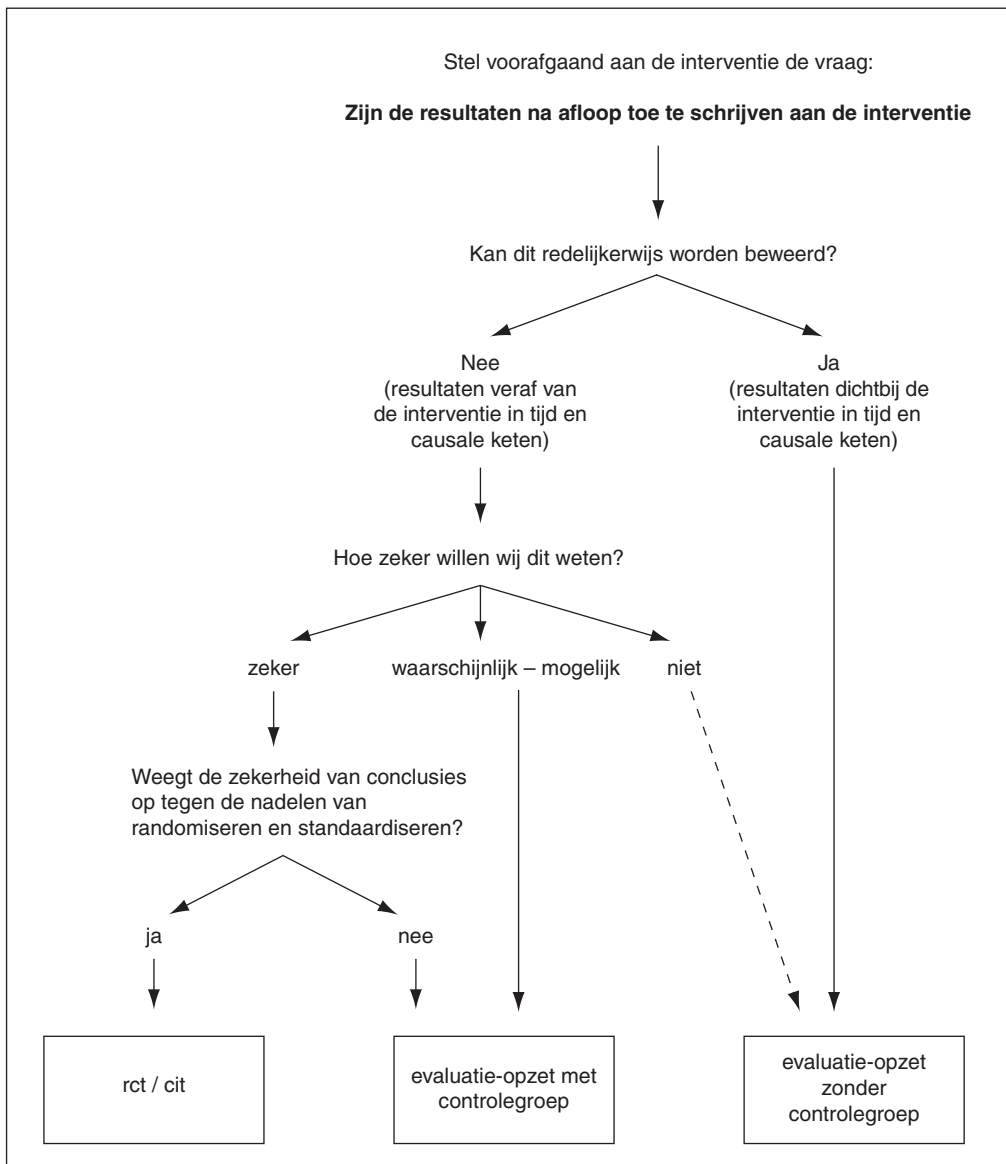 Stel voorafgaand aan de interventie de vraag:
Zijn de resultaten na afloop toe te schrijven aan de interventie
Kan dit redelijkerwijs worden beweerd?
Nee
(resultaten veraf van
de interventie in tijd en
causale keten)
Ja
(resultaten dichtbij de
interventie in tijd en
causale keten)
Hoe zeker willen wij dit weten?
zeker
waarschijnlijk – mogelijk
niet
Weegt de zekerheid van conclusies
op tegen de nadelen van
randomiseren en standaardiseren?
ja
nee
rct / cit
evaluatie-opzet met
controlegroep
evaluatie-opzet
zonder
controlegroep